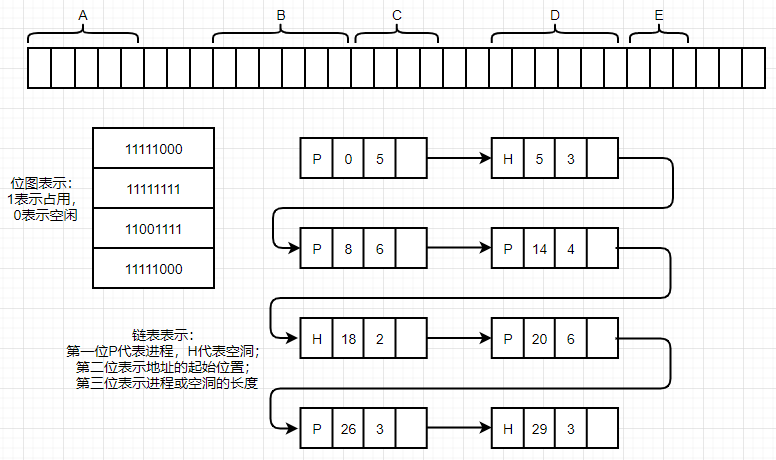 A B C D E
11111000
11111111
11001111
11111000
位图表示:
1表示占用，
0表示空闲
P 0 5
H 5 3
P 8 6
P 14 4
H 18 2
P 20 6
P 26 3
H 29 3
链表表示:
第一位P代表进程，H代表空洞；
第二位表示地址的起始位置；
第三位表示进程或空洞的长度